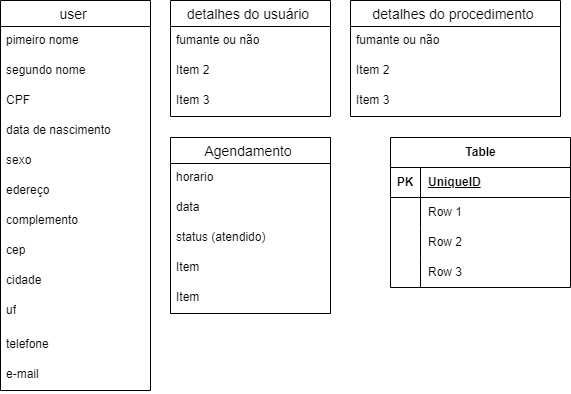 user
pimeiro nome
segundo nome
CPF
data de nascimento
sexo
edereço
complemento
cep
cidade
uf
telefone
e-mail
detalhes do usuário
fumante ou não
Item 2
Item 3
detalhes do procedimento
fumante ou não
Item 2
Item 3
Agendamento
horario
data
status (atendido)
Item
Item
Table
PK UniqueID
Row 1
Row 2
Row 3